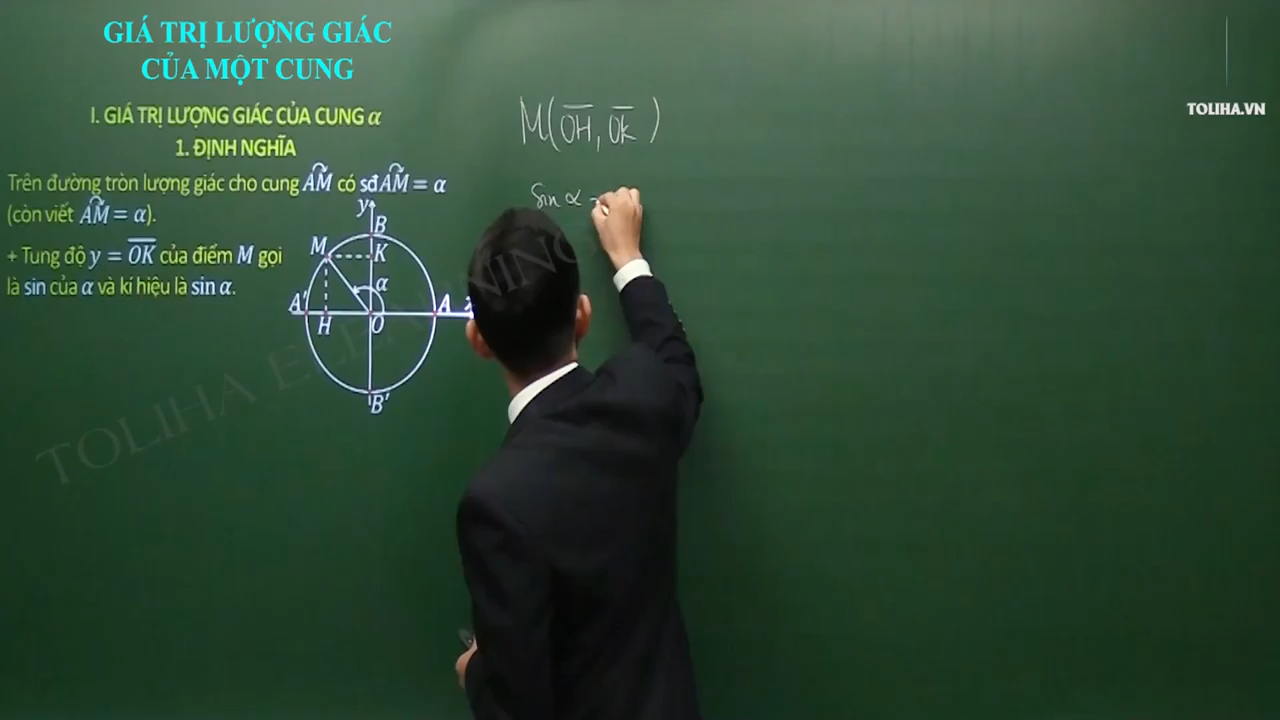 GIÁ TRỊ LƯỢNG GIÁC
CỦA MỘT CUNG
I. GIÁ TRỊ LƯỢNG GIÁC CỦA CUNG α
1. ĐỊNH NGHĨA
Trên đường tròn lượng giác cho cung A͡M có sđA͡M = α
(còn viết A͡M = α).
+ Tung độ y = O̅K̅ của điểm M gọi
là sin của α và kí hiệu là sin α.
y
B
M
K
α
A'
H
O
A
x
B'
M(O̅H̅, O̅K̅)
Sin α =
TOLIHA.VN
TOLIHA ELEARNING